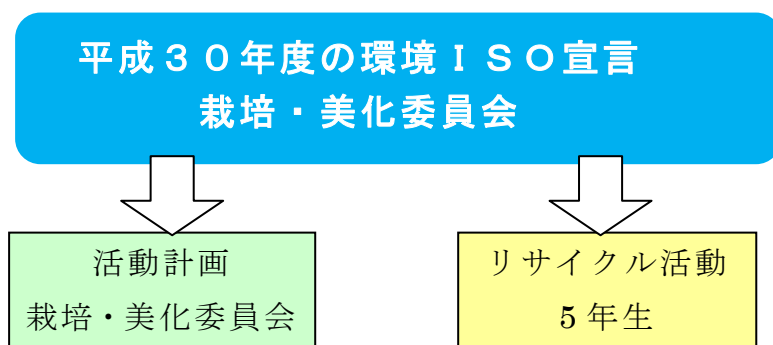 平成３０年度の環境ＩＳＯ宣言
栽培・美化委員会
活動計画
栽培・美化委員会
リサイクル活動
5 年生